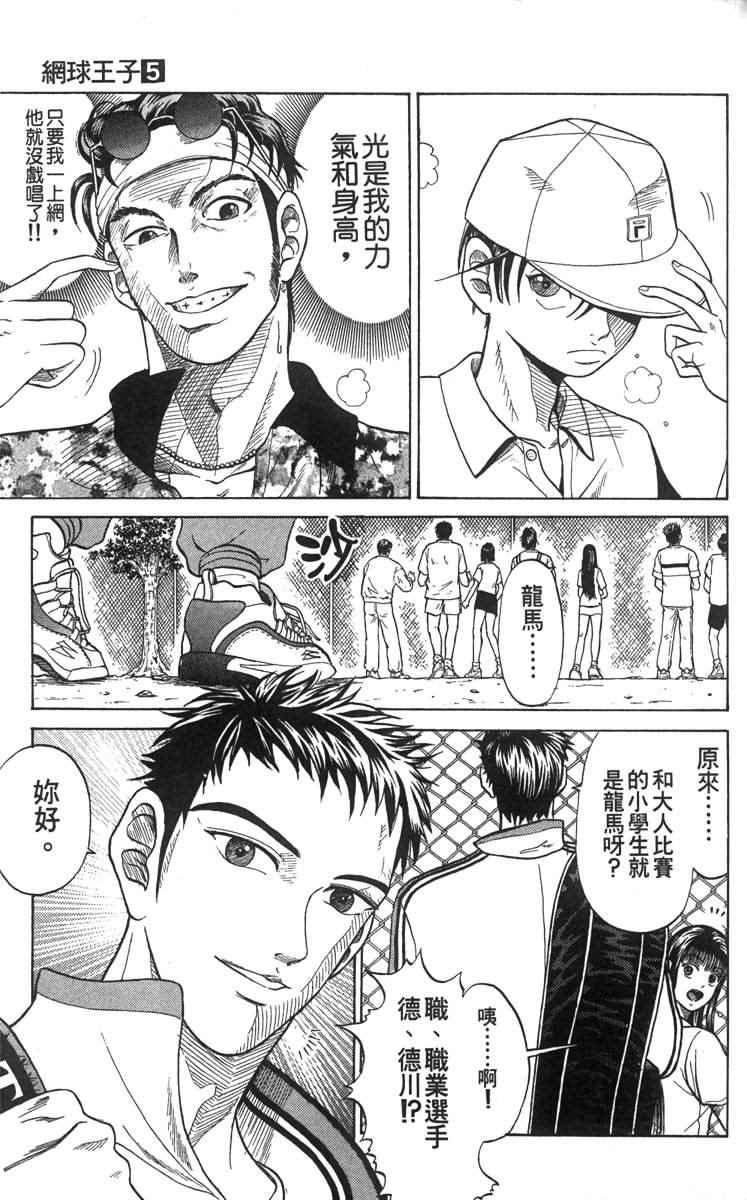 網球王子5
光是我的力
氣和身高，
只要我一上網，
他就沒戲唱了!!
F
沙
龍馬……
原來……
和大人比賽
的小學生就
是龍馬呀?
咦……啊!
職、職業選手
德、德川!?
妳好。